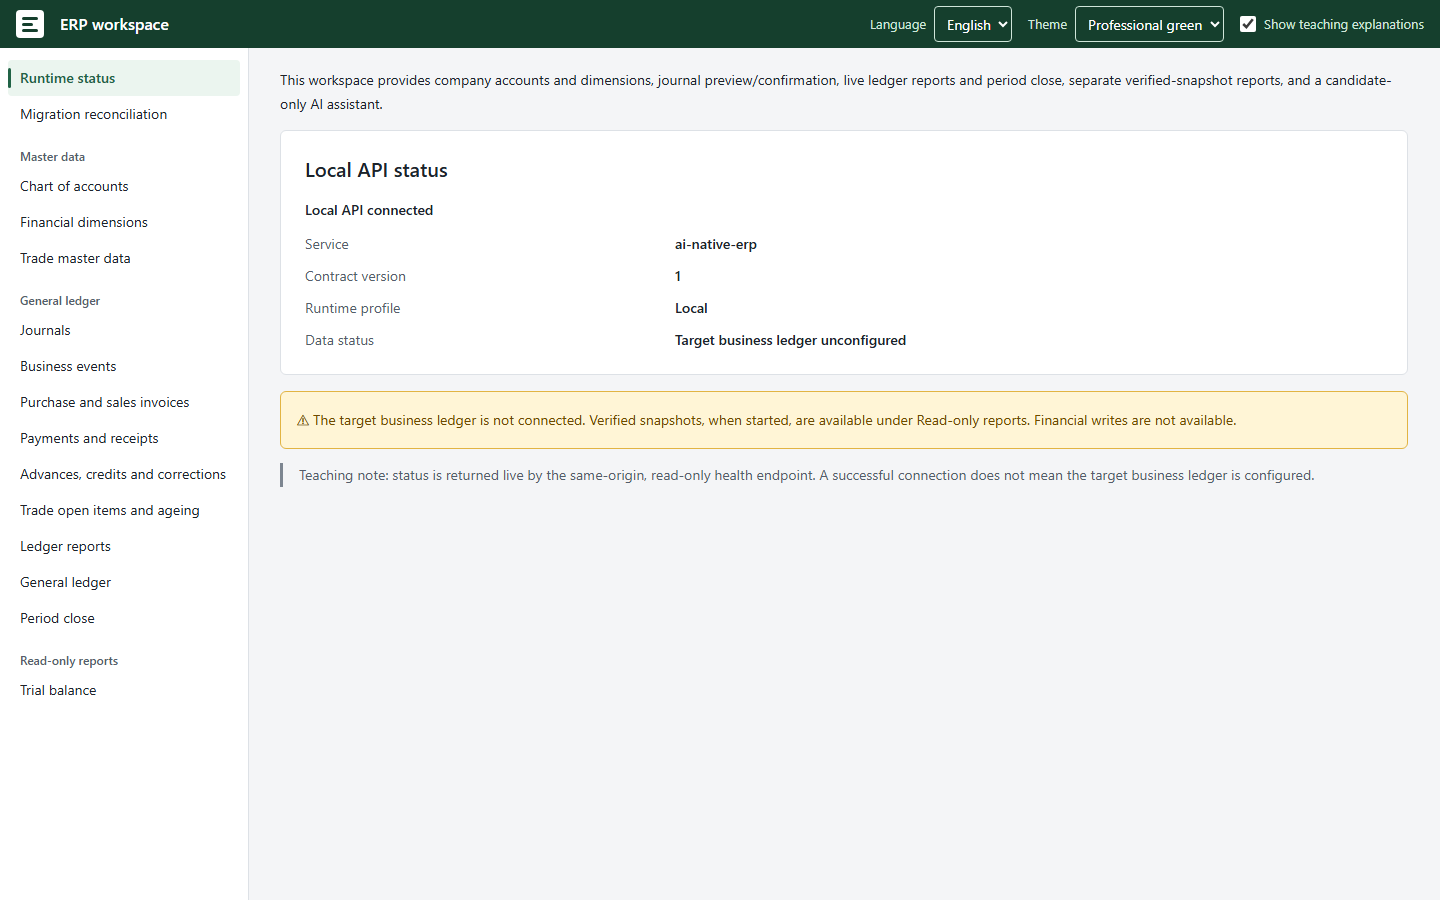 ERP workspace
Language
English
Theme
Professional green
Show teaching explanations
Runtime status
Migration reconciliation
Master data
Chart of accounts
Financial dimensions
Trade master data
General ledger
Journals
Business events
Purchase and sales invoices
Payments and receipts
Advances, credits and corrections
Trade open items and ageing
Ledger reports
General ledger
Period close
Read-only reports
Trial balance
This workspace provides company accounts and dimensions, journal preview/confirmation, live ledger reports and period close, separate verified-snapshot reports, and a candidate-
only AI assistant.
Local API status
Local API connected
Service ai-native-erp
Contract version 1
Runtime profile Local
Data status Target business ledger unconfigured
⚠ The target business ledger is not connected. Verified snapshots, when started, are available under Read-only reports. Financial writes are not available.
Teaching note: status is returned live by the same-origin, read-only health endpoint. A successful connection does not mean the target business ledger is configured.